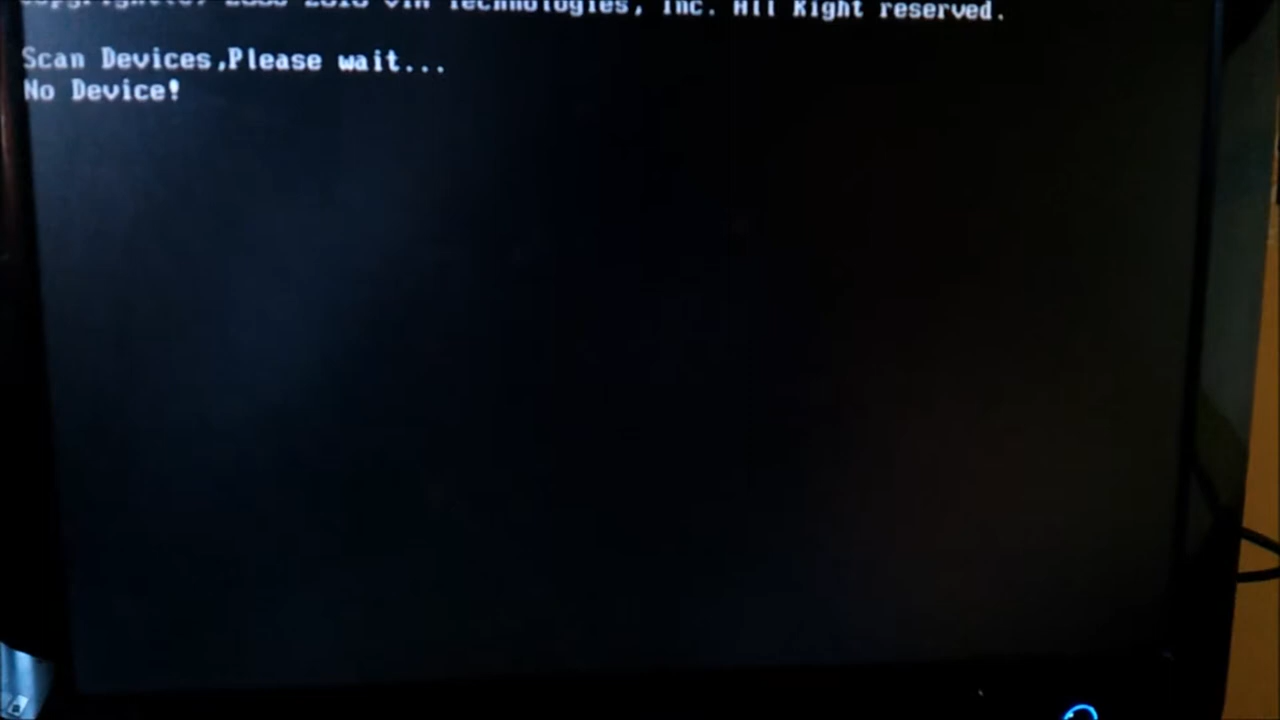 Technologies, Inc. All Right reserved.
Scan Devices,Please wait...
No Device!